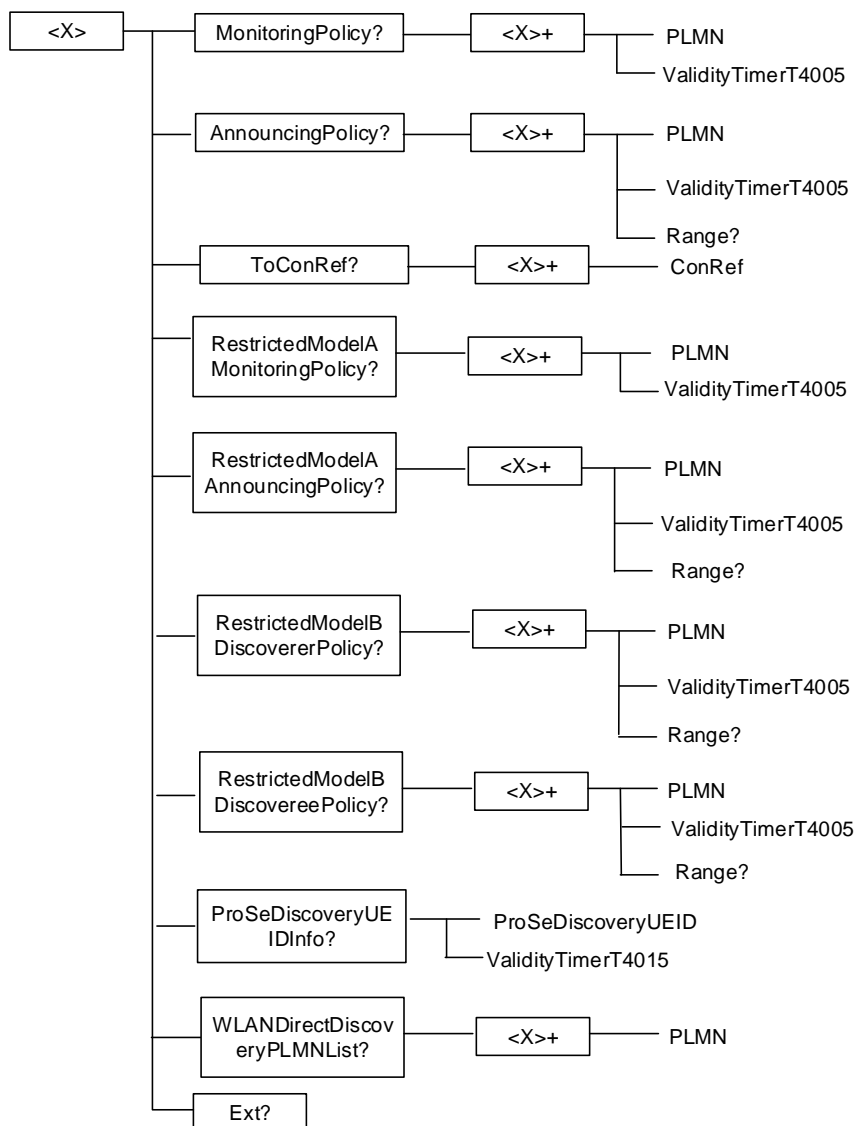 <X>
MonitoringPolicy?
<X>+
PLMN
ValidityTimerT4005
AnnouncingPolicy?
<X>+
PLMN
ValidityTimerT4005
Range?
ToConRef?
<X>+
ConRef
RestrictedModelA
MonitoringPolicy?
<X>+
PLMN
ValidityTimerT4005
RestrictedModelA
AnnouncingPolicy?
<X>+
PLMN
ValidityTimerT4005
Range?
RestrictedModelB
DiscovererPolicy?
<X>+
PLMN
ValidityTimerT4005
Range?
RestrictedModelB
DiscovereePolicy?
<X>+
PLMN
ValidityTimerT4005
Range?
ProSeDiscoveryUE
IDInfo?
ProSeDiscoveryUEID
ValidityTimerT4015
WLANDirectDiscov
eryPLMNList?
<X>+
PLMN
Ext?